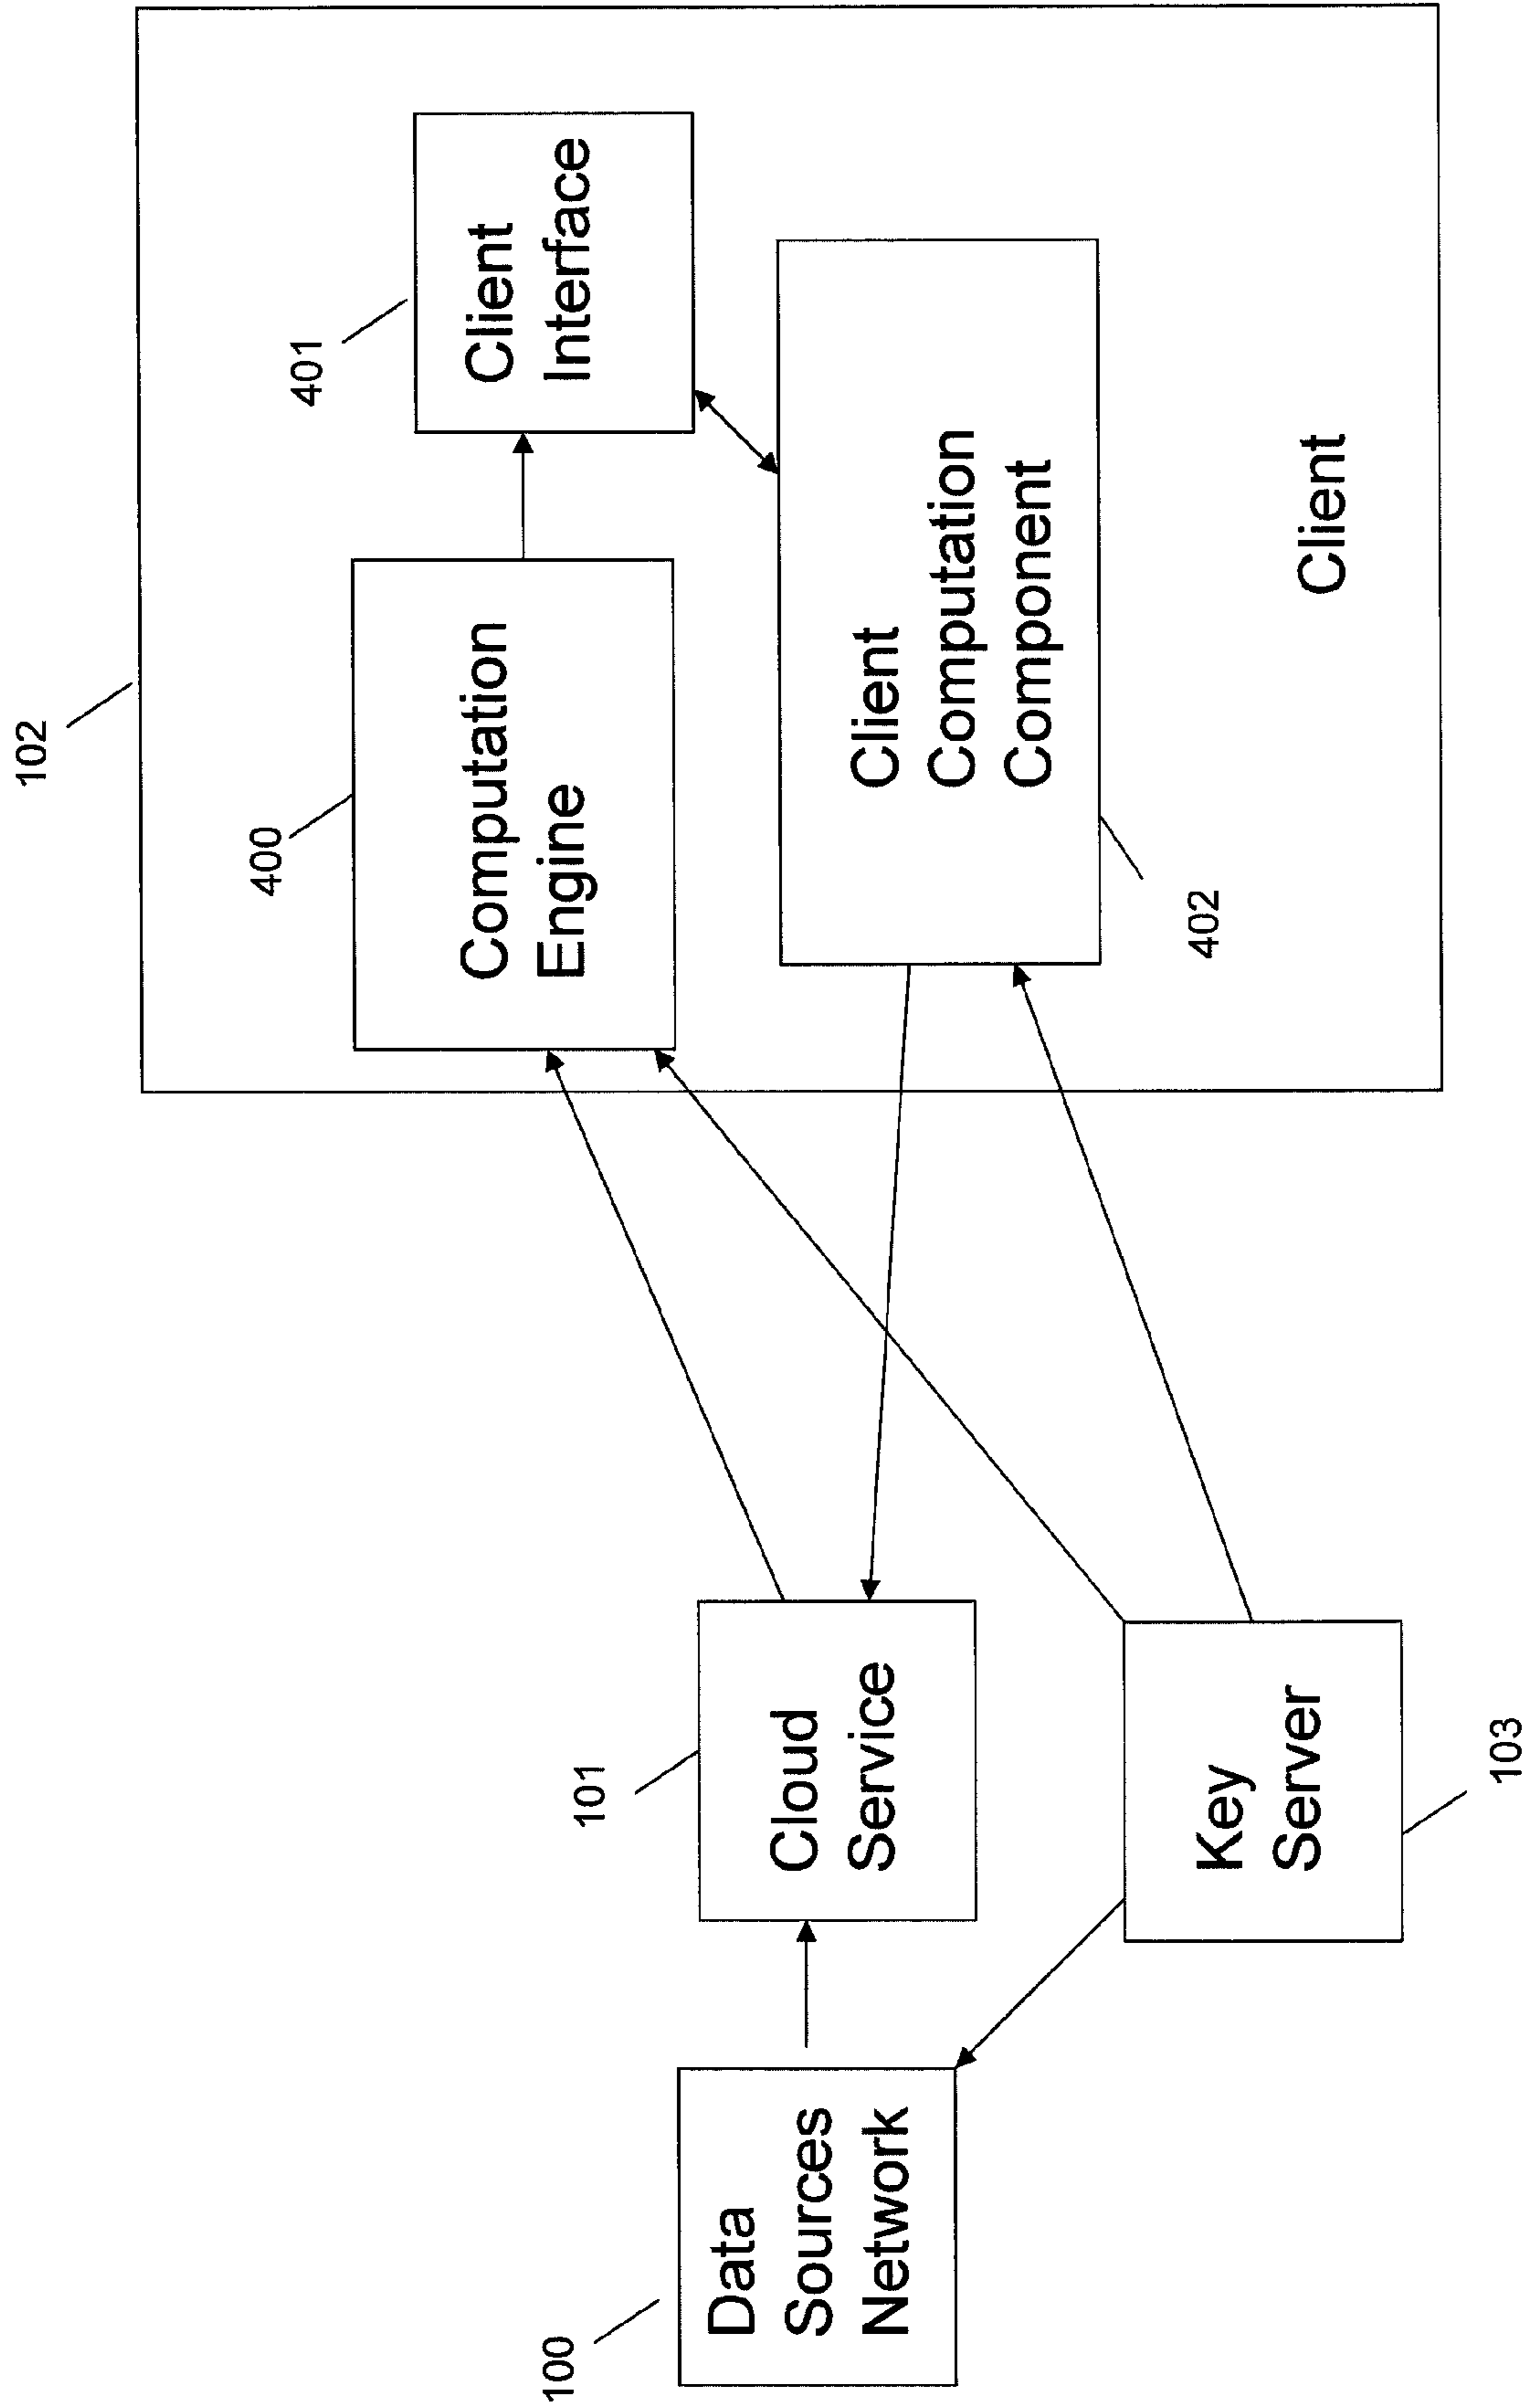 102
400
Computation
Engine
401
Client
Interface
Client
Computation
Component
402
Client
101
Cloud
Service
100
Data
Sources
Network
Key
Server
103